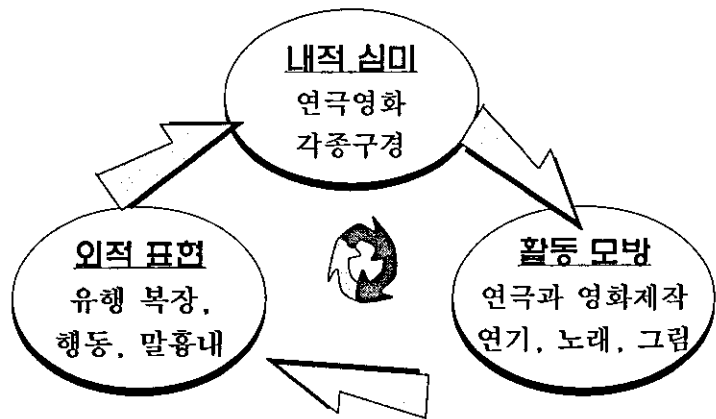 내적 심미
연극영화
각종구경
외적 표현
유행 복장,
행동, 말흉내
활동 모방
연극과 영화제작
연기, 노래, 그림